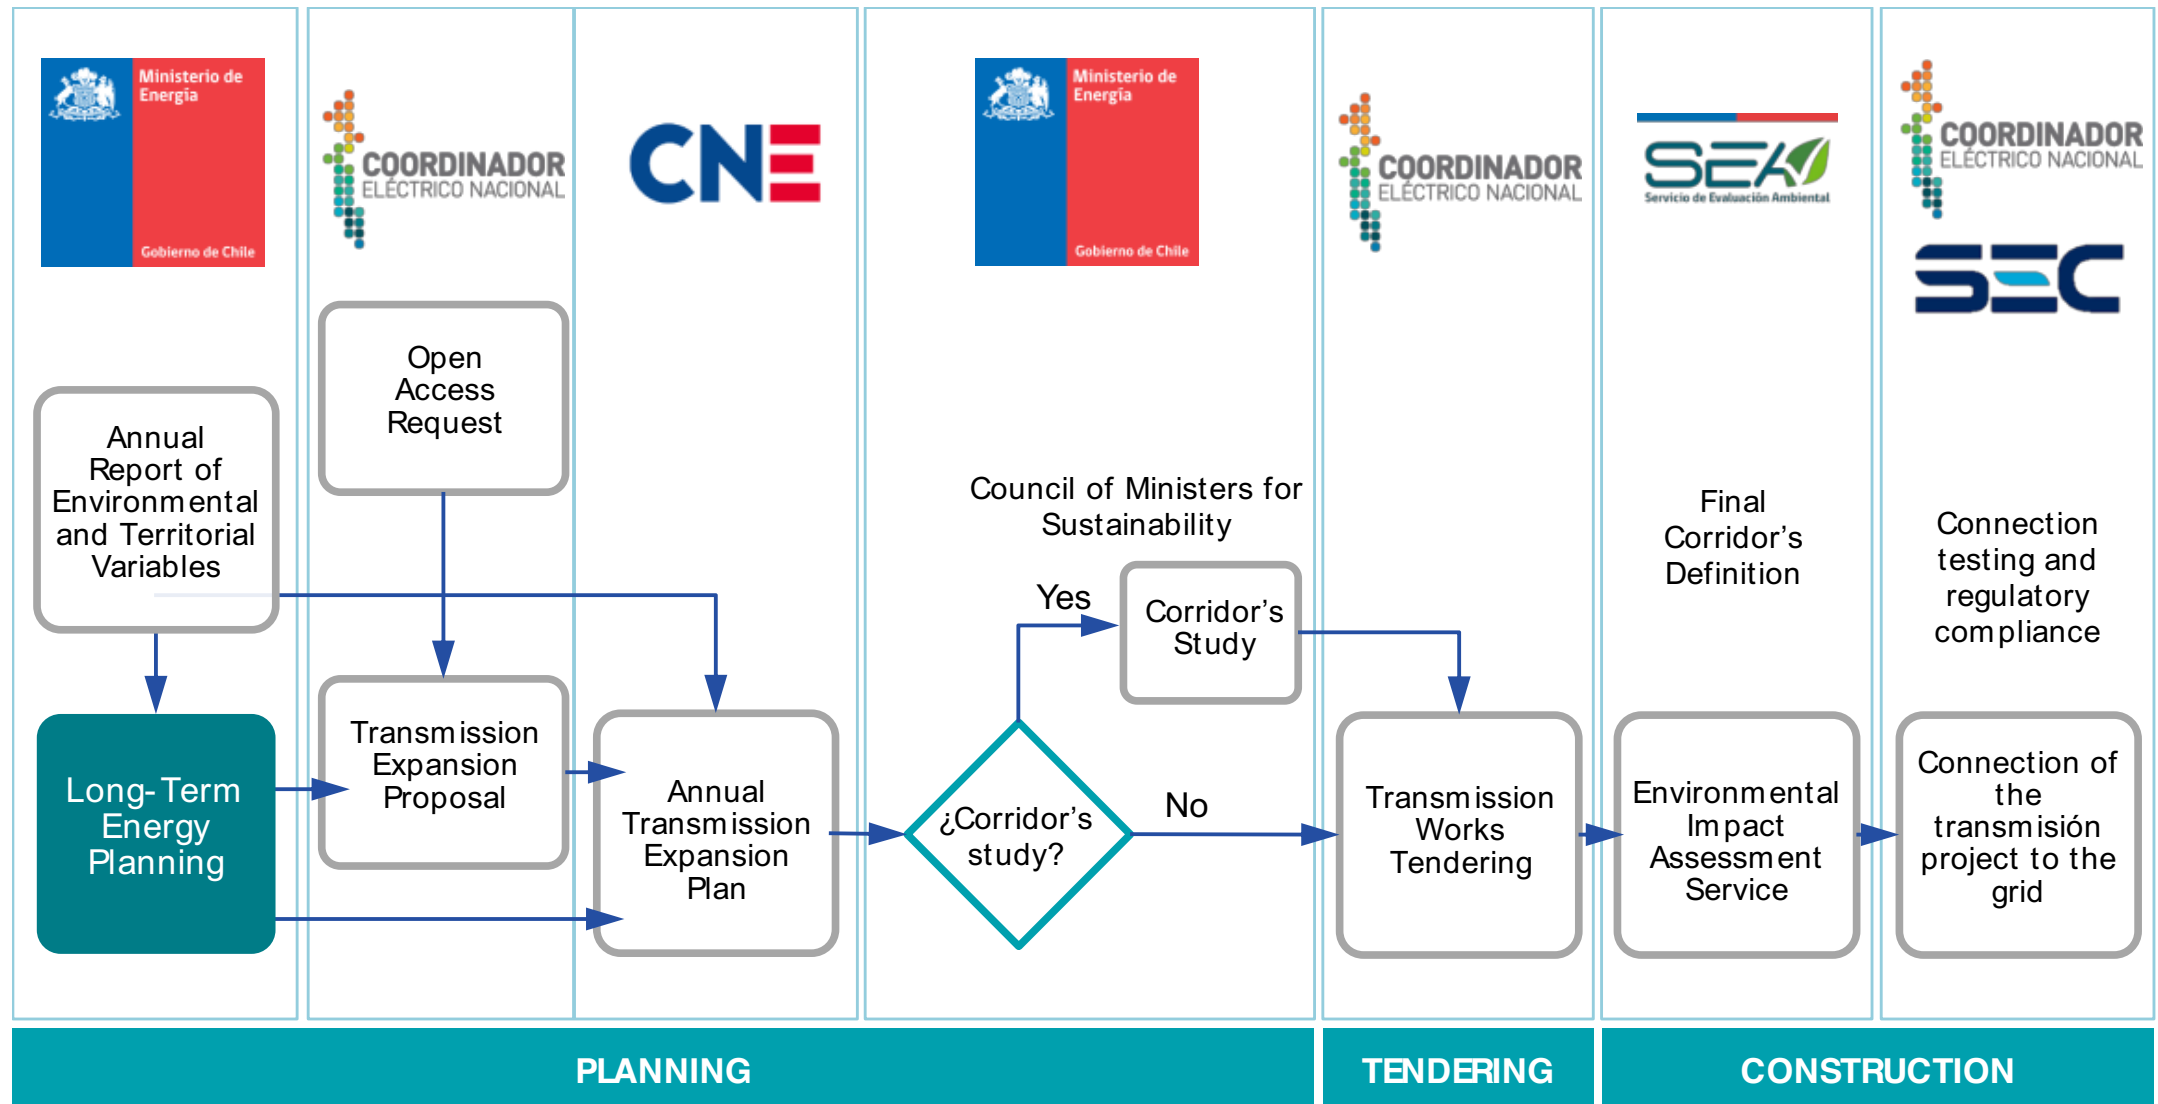 Ministerio de
Energía
Gobierno de Chile
Annual
Report of
Environmental
and Territorial
Variables
Long-Term
Energy
Planning
COORDINADOR
ELÉCTRICO NACIONAL
Open
Access
Request
Transmission
Expansion
Proposal
CNE
Annual
Transmission
Expansion
Plan
Ministerio de
Energía
Gobierno de Chile
Council of Ministers for
Sustainability
Yes
Corridor’s
Study
¿Corridor’s
study?
No
COORDINADOR
ELÉCTRICO NACIONAL
Transmission
Works
Tendering
SEA
Servicio de Evaluación Ambiental
Final
Corridor’s
Definition
Environmental
Impact
Assessment
Service
COORDINADOR
ELÉCTRICO NACIONAL
SEC
Connection
testing and
regulatory
compliance
Connection of
the
transmisión
project to the
grid
PLANNING
TENDERING
CONSTRUCTION